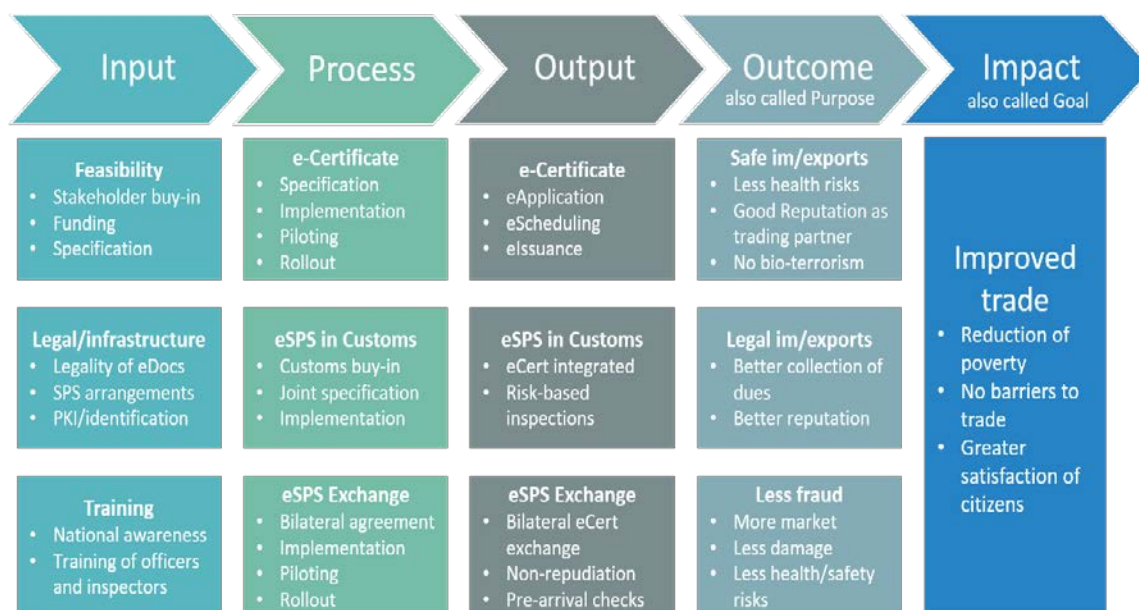 Input
Process
Output
Outcome
also called Purpose
Impact
also called Goal
Feasibility
• Stakeholder buy-in
• Funding
• Specification
e-Certificate
• Specification
• Implementation
• Piloting
• Rollout
e-Certificate
• eApplication
• eScheduling
• eIssuance
Safe im/exports
• Less health risks
• Good Reputation as
trading partner
• No bio-terrorism
Legal/infrastructure
• Legality of eDocs
• SPS arrangements
• PKI/identification
eSPS in Customs
• Customs buy-in
• Joint specification
• Implementation
eSPS in Customs
• eCert integrated
• Risk-based
inspections
Legal im/exports
• Better collection of
dues
• Better reputation
Training
• National awareness
• Training of officers
and inspectors
eSPS Exchange
• Bilateral agreement
• Implementation
• Piloting
• Rollout
eSPS Exchange
• Bilateral eCert
exchange
• Non-repudiation
• Pre-arrival checks
Less fraud
• More market
• Less damage
• Less health/safety
risks
Improved
trade
• Reduction of
poverty
• No barriers to
trade
• Greater
satisfaction of
citizens